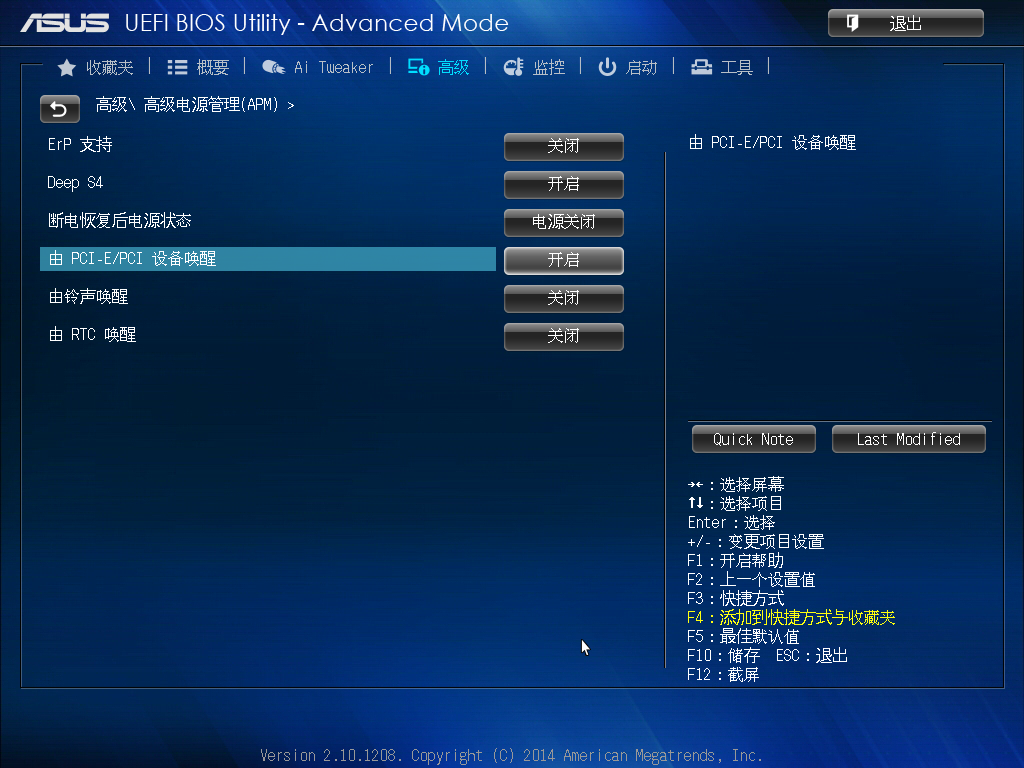 ASUS UEFI BIOS Utility - Advanced Mode 退出
收藏夹 概要 Ai Tweaker 高级 监控 启动 工具
高级\ 高级电源管理(APM) >
ErP 支持 关闭
由 PCI-E/PCI 设备唤醒
Deep S4 开启
断电恢复后电源状态 电源关闭
由 PCI-E/PCI 设备唤醒 开启
由铃声唤醒 关闭
由 RTC 唤醒 关闭
Quick Note Last Modified
→←：选择屏幕
↑↓：选择项目
Enter：选择
+/-：变更项目设置
F1：开启帮助
F2：上一个设置值
F3：快捷方式
F4：添加到快捷方式与收藏夹
F5：最佳默认值
F10：储存 ESC：退出
F12：截屏
Version 2.10.1208. Copyright (C) 2014 American Megatrends, Inc.